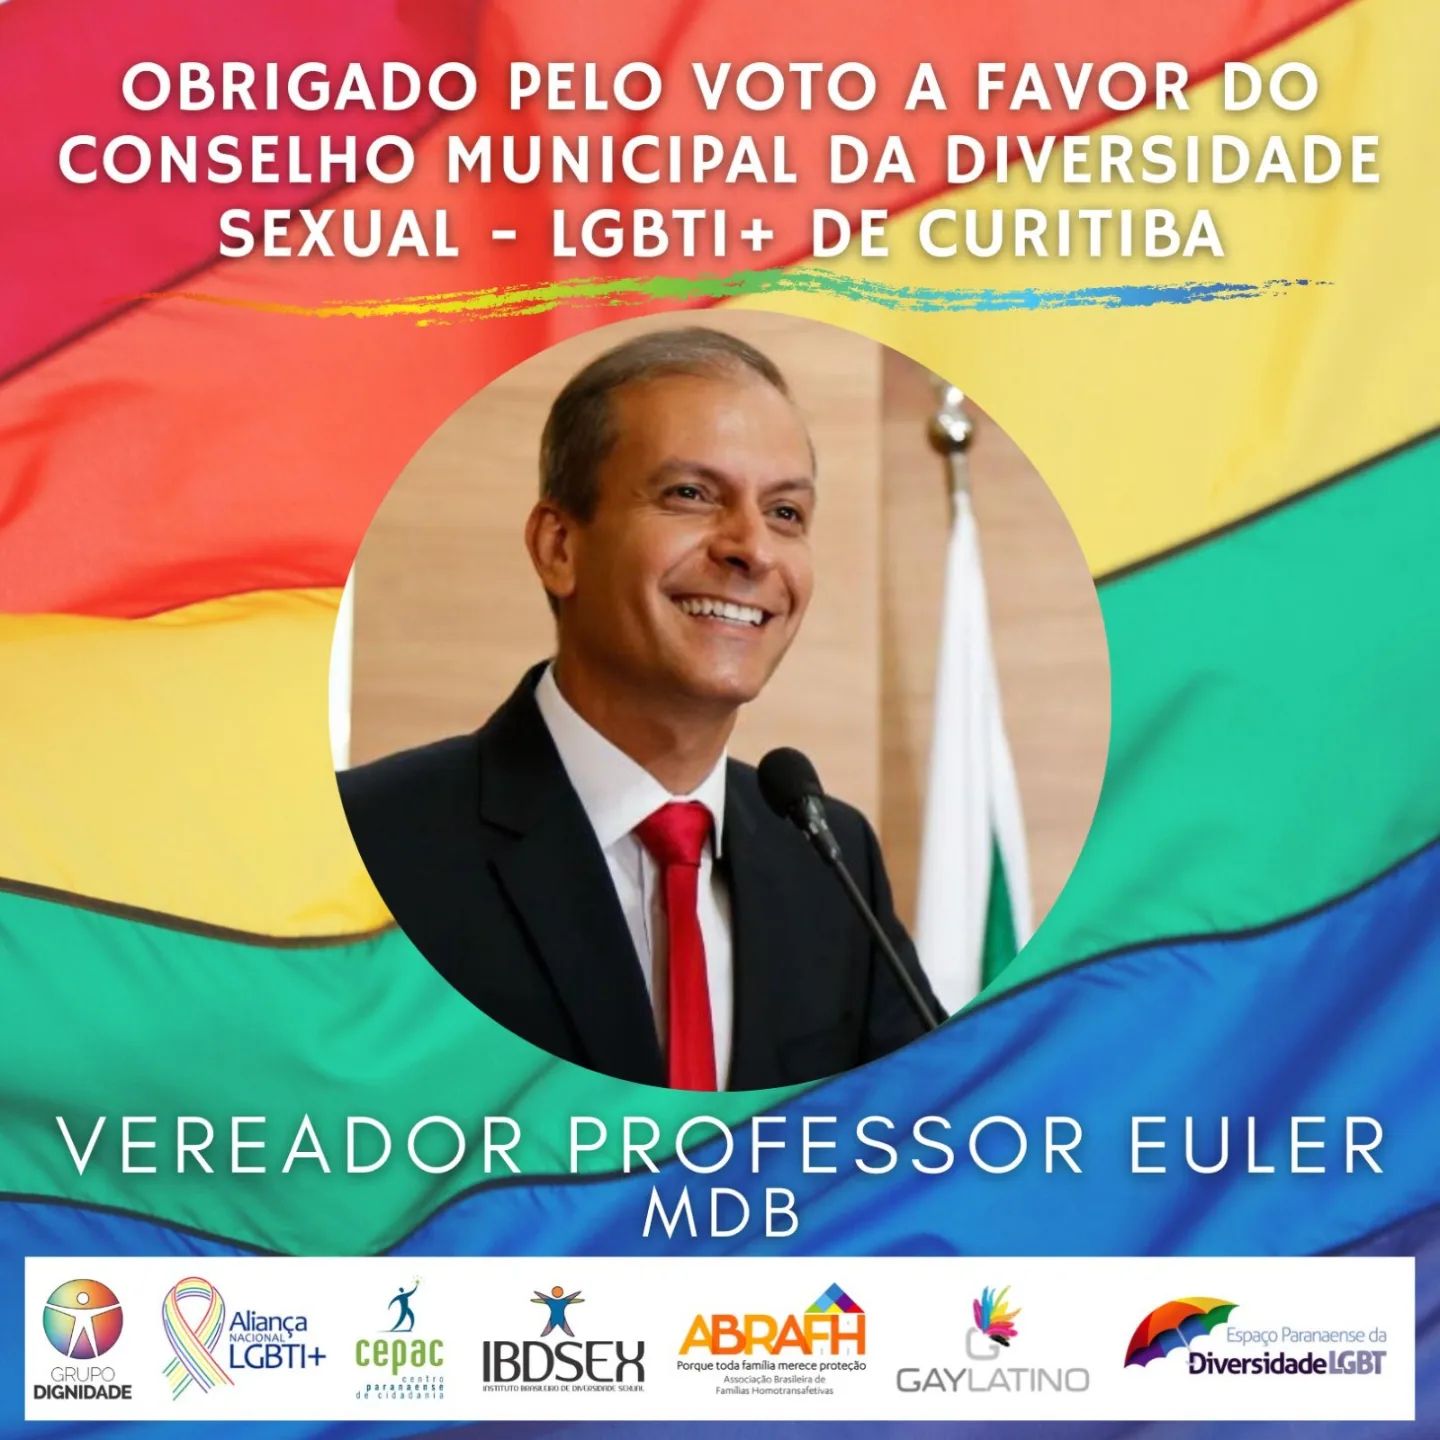 OBRIGADO PELO VOTO A FAVOR DO
CONSELHO MUNICIPAL DA DIVERSIDADE
SEXUAL - LGBTI+ DE CURITIBA
VEREADOR PROFESSOR EULER
MDB
GRUPO
DIGNIDADE
Aliança
NACIONAL
LGBTI+
cepac
centro
paranaense
de cidadania
IBDSEX
INSTITUTO BRASILEIRO DE DIVERSIDADE SEXUAL
ABRAFH
Porque toda família merece proteção
Associação Brasileira de
Famílias Homotransafetivas
G
GAYLATINO
Espaço Paranaense da
DiversidadeLGBT